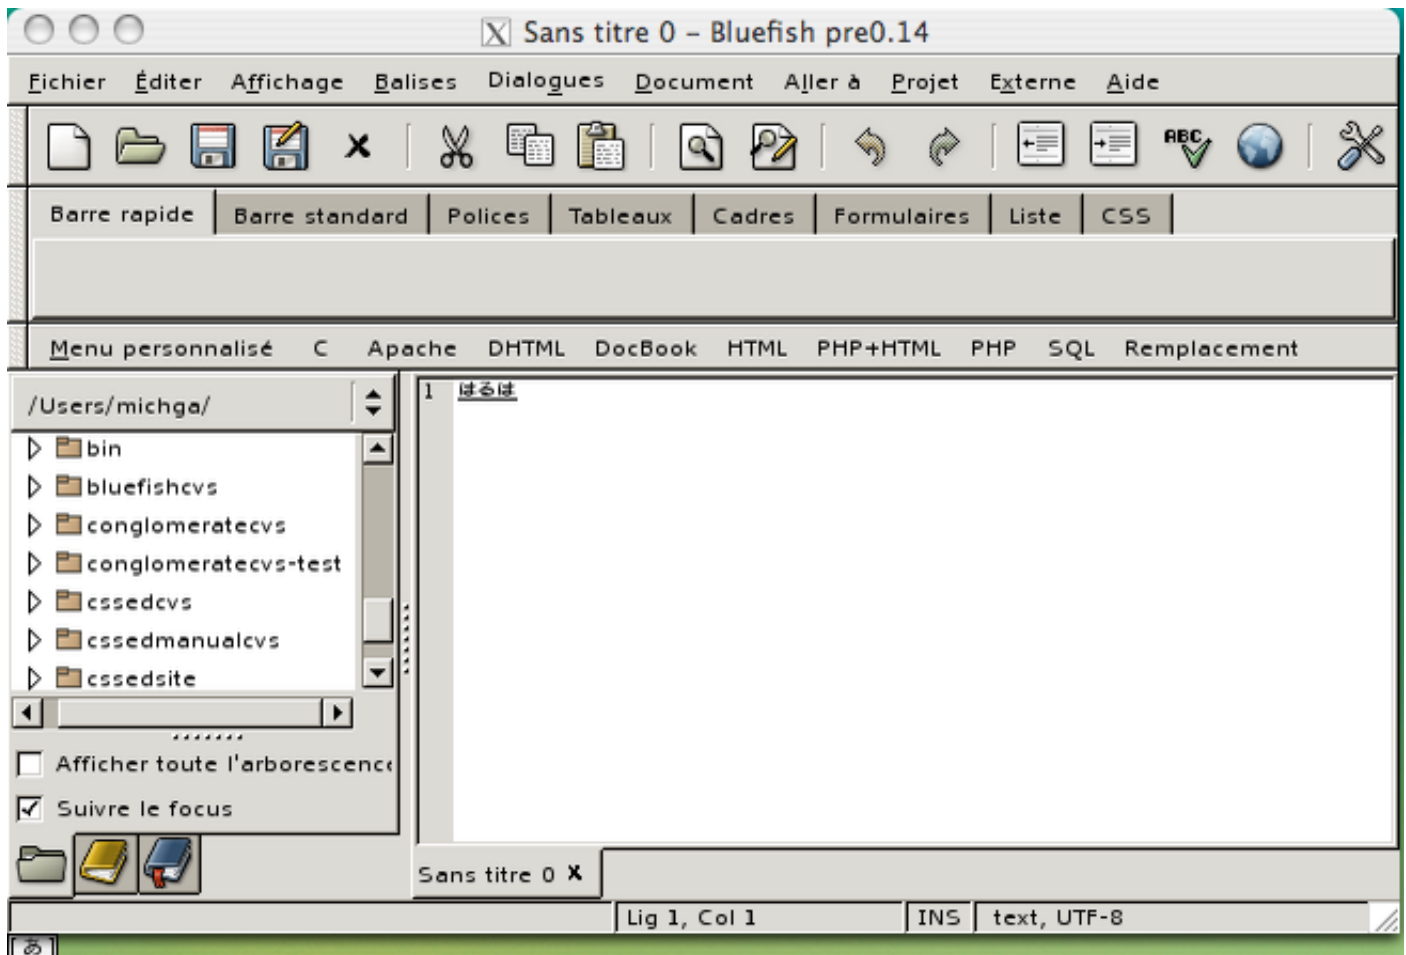 Sans titre 0 – Bluefish pre0.14
Fichier Éditer Affichage Balises Dialogues Document Aller à Projet Externe Aide
ABC
Barre rapide Barre standard Polices Tableaux Cadres Formulaires Liste CSS
Menu personnalisé C Apache DHTML DocBook HTML PHP+HTML PHP SQL Remplacement
/Users/michga/
bin
bluefishcvs
conglomeratecvs
conglomeratecvs-test
cssedcvs
cssedmanualcvs
cssedsite
Afficher toute l'arborescence
Suivre le focus
1 はるは
Sans titre 0
Lig 1, Col 1 INS text, UTF-8
[あ]